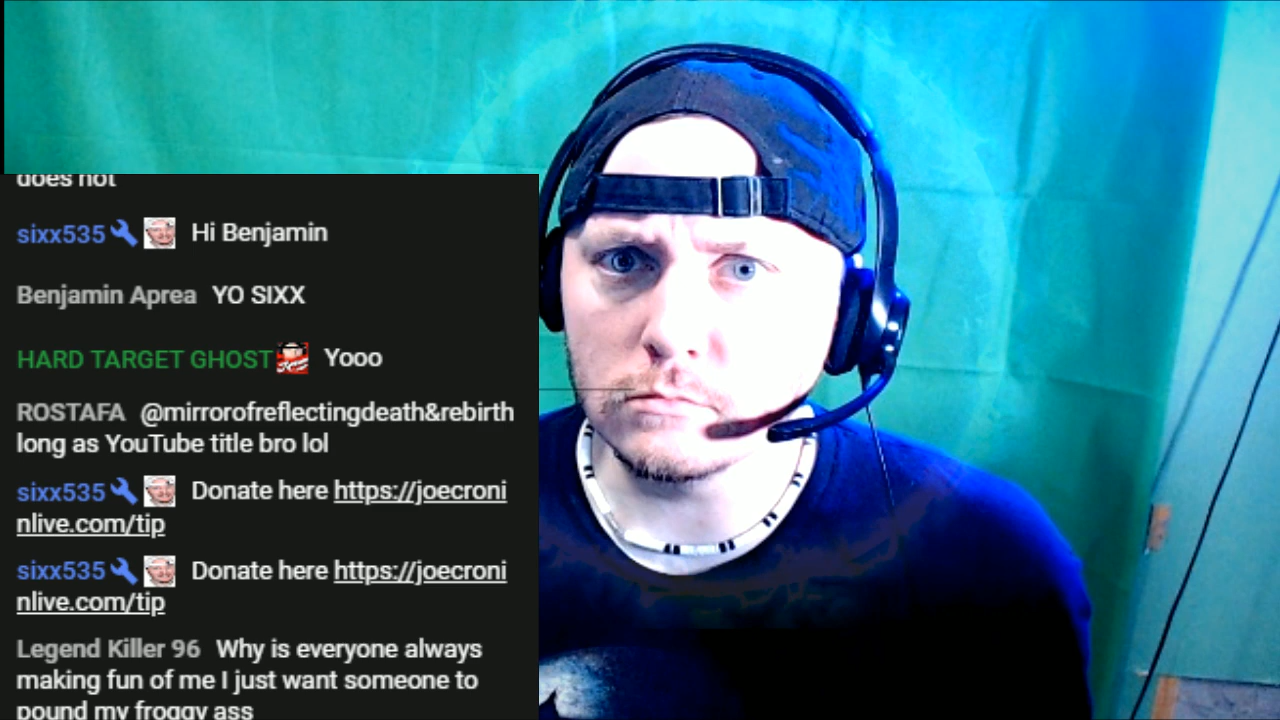 does not
sixx535 Hi Benjamin
Benjamin Aprea YO SIXX
HARD TARGET GHOST Yooo
ROSTAFA @mirrorofreflectingdeath&rebirth
long as YouTube title bro lol
sixx535 Donate here https://joecroni
nlive.com/tip
sixx535 Donate here https://joecroni
nlive.com/tip
Legend Killer 96 Why is everyone always
making fun of me I just want someone to
pound my froggy ass